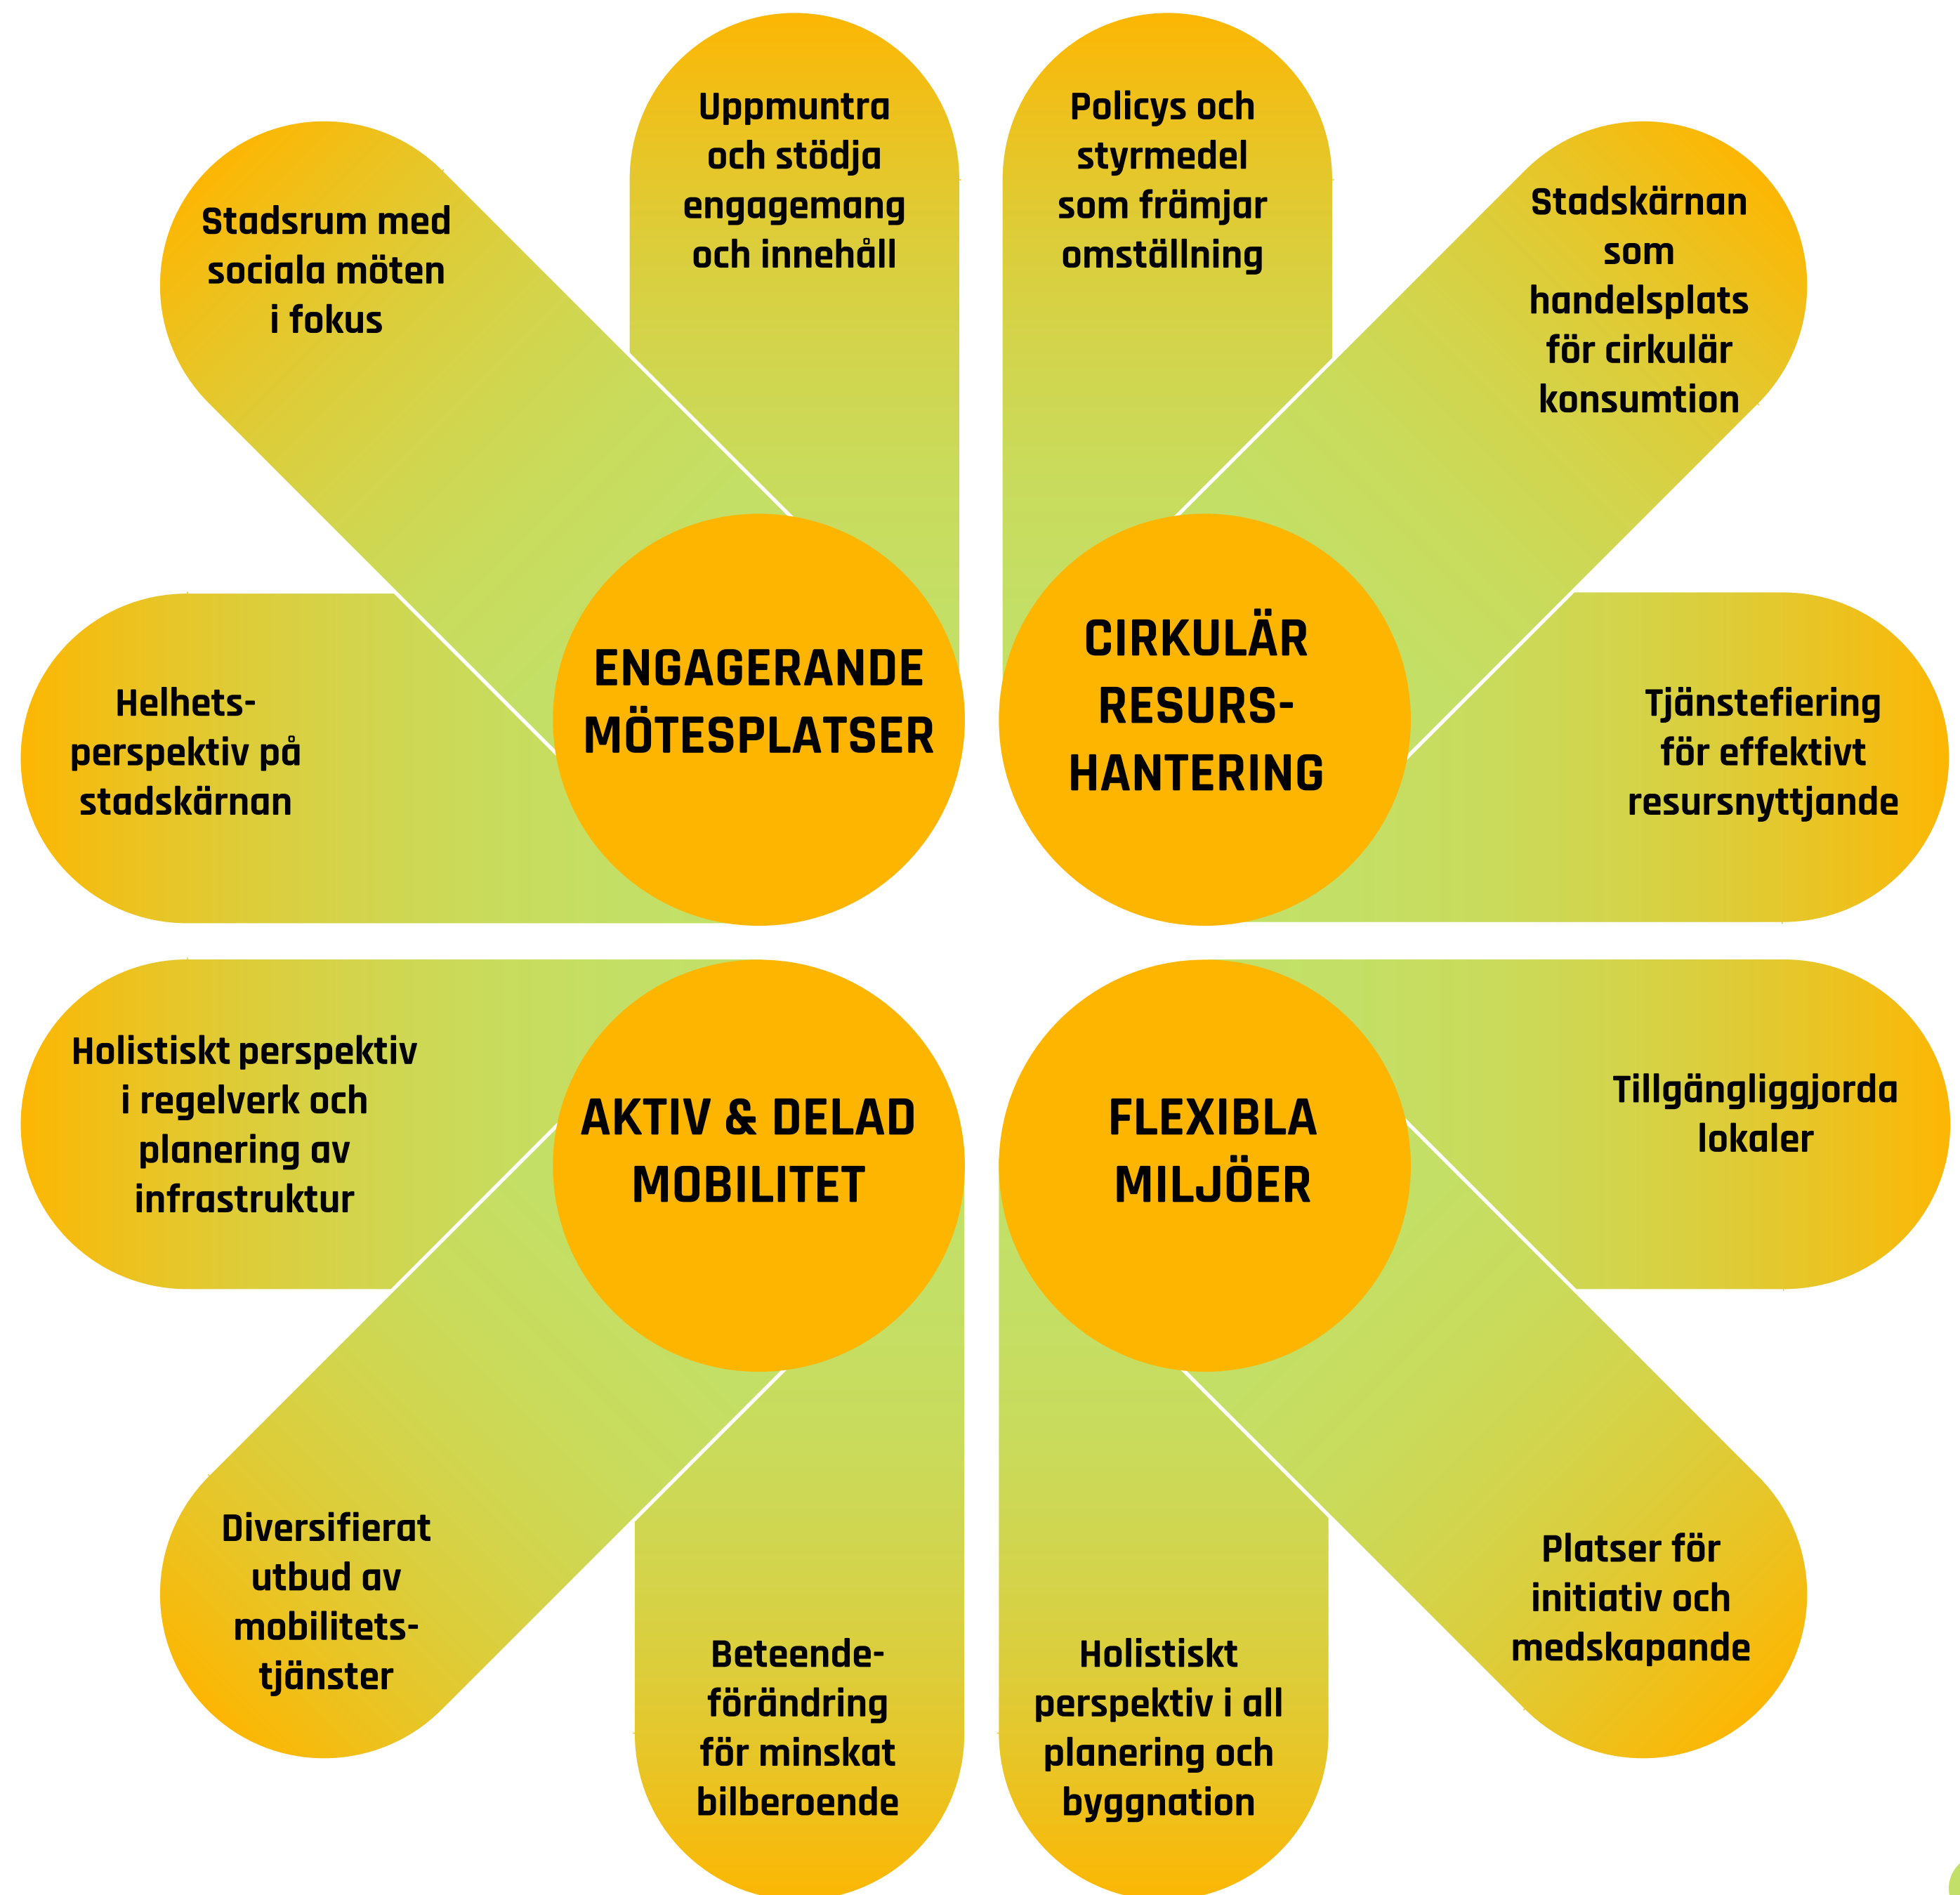 Uppmuntra
och stödja
engagemang
och innehåll
Policys och
styrmedel
som främjar
omställning
Stadsrum med
sociala möten
i fokus
Stadskärnan
som
handelsplats
för cirkulär
konsumtion
Helhets-
perspektiv på
stadskärnan
ENGAGERANDE
MÖTESPLATSER
CIRKULÄR
RESURS-
HANTERING
Tjänstefiering
för effektivt
resursnyttjande
Holistiskt perspektiv
i regelverk och
planering av
infrastruktur
AKTIV & DELAD
MOBILITET
FLEXIBLA
MILJÖER
Tillgängliggjorda
lokaler
Diversifierat
utbud av
mobilitets-
tjänster
Beteende-
förändring
för minskat
bilberoende
Holistiskt
perspektiv i all
planering och
byggnation
Platser för
initiativ och
medskapande